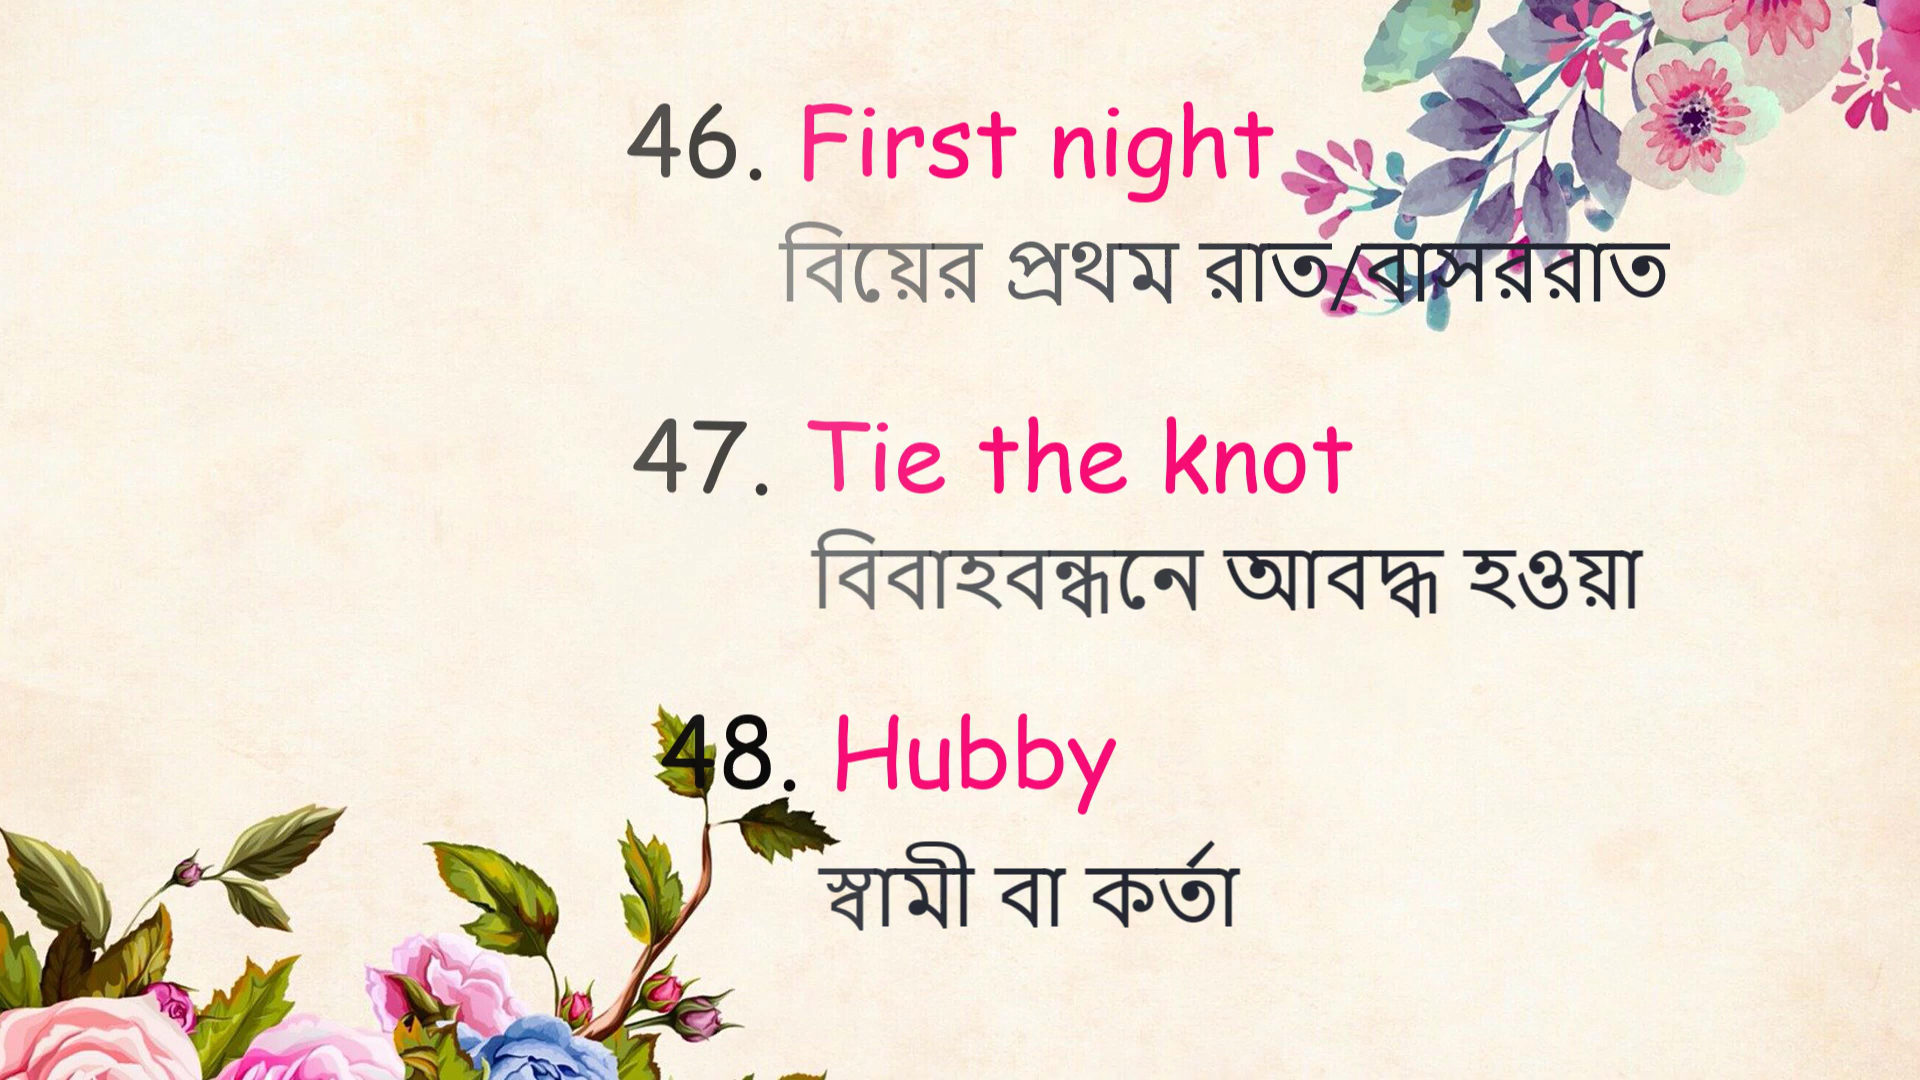 46. First night
বিয়ের প্রথম রাত/বাসররাত
47. Tie the knot
বিবাহবন্ধনে আবদ্ধ হওয়া
48. Hubby
স্বামী বা কর্তা